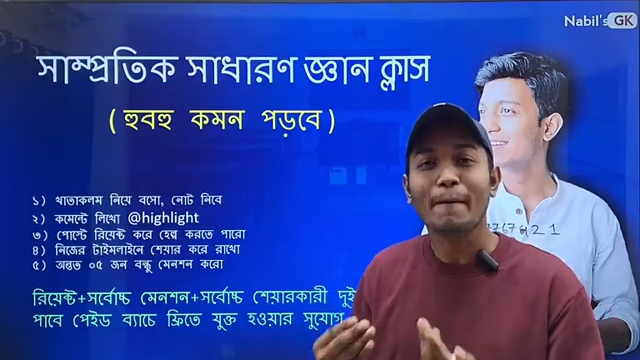 Nabil's GK
সাম্প্রতিক সাধারণ জ্ঞান ক্লাস
( হুবহু কমন পড়বে )
১) খাতাকলম নিয়ে বসো, নোট নিবে
২) কমেন্টে লিখো @highlight
৩) পোস্টে রিয়েক্ট করে হেল্প করতে পারো
৪) নিজের টাইমলাইনে শেয়ার করে রাখো
৫) অন্তত ০৫ জন বন্ধু মেনশন করো
রিয়েক্ট+সর্বোচ্চ মেনশন+সর্বোচ্চ শেয়ারকারী দুই
পাবে পেইড ব্যাচে ফ্রিতে যুক্ত হওয়ার সুযোগ